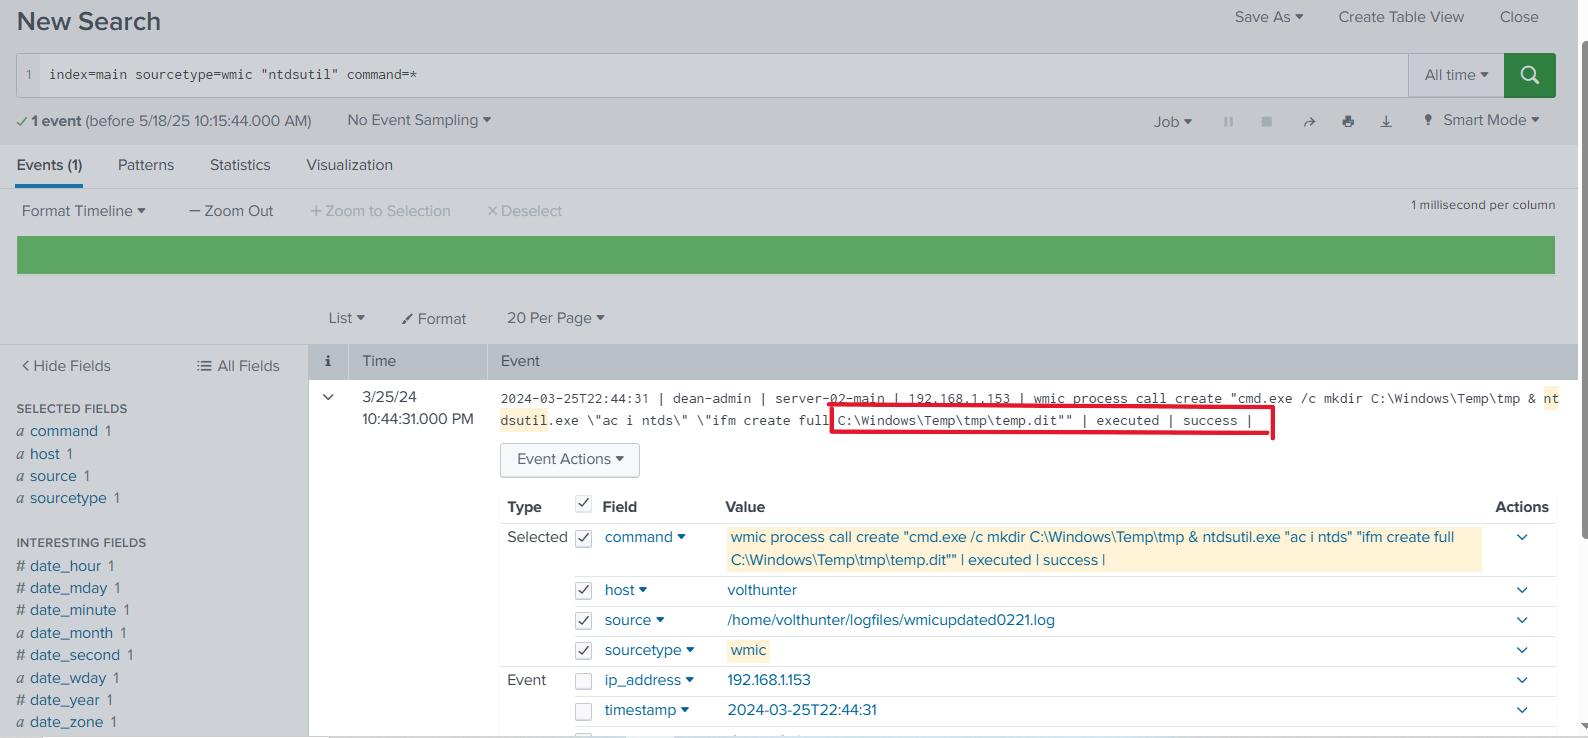 New Search
Save As
Create Table View
Close
1 index=main sourcetype=wmic "ntdsutil" command=*
All time
1 event (before 5/18/25 10:15:44.000 AM)
No Event Sampling
Job
Smart Mode
Events (1)
Patterns
Statistics
Visualization
Format Timeline
— Zoom Out
+ Zoom to Selection
× Deselect
1 millisecond per column
List
Format
20 Per Page
Hide Fields
All Fields
SELECTED FIELDS
a command 1
a host 1
a source 1
a sourcetype 1
INTERESTING FIELDS
# date_hour 1
# date_mday 1
# date_minute 1
a date_month 1
# date_second 1
a date_wday 1
# date_year 1
a date_zone 1
i Time Event
3/25/24
10:44:31.000 PM
2024-03-25T22:44:31 | dean-admin | server-02-main | 192.168.1.153 | wmic process call create "cmd.exe /c mkdir C:\Windows\Temp\tmp & nt
dsutil.exe \"ac i ntds\" \"ifm create full C:\Windows\Temp\tmp\temp.dit"" | executed | success |
Event Actions
Type Field Value Actions
Selected command wmic process call create "cmd.exe /c mkdir C:\Windows\Temp\tmp & ntdsutil.exe "ac i ntds" "ifm create full
C:\Windows\Temp\tmp\temp.dit"" | executed | success |
host volthunter
source /home/volthunter/logfiles/wmicupdated0221.log
sourcetype wmic
Event ip_address 192.168.1.153
timestamp 2024-03-25T22:44:31